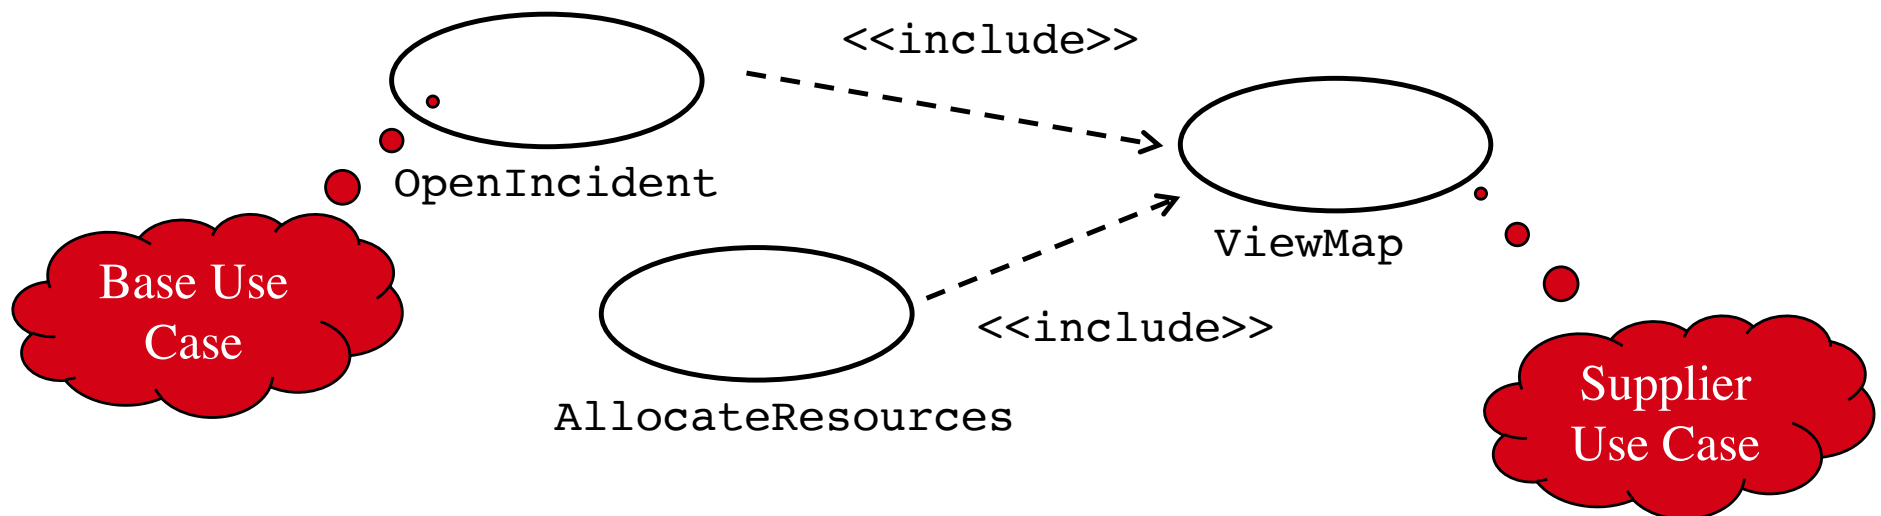 <<include>>
OpenIncident
ViewMap
Base Use
Case
<<include>>
AllocateResources
Supplier
Use Case